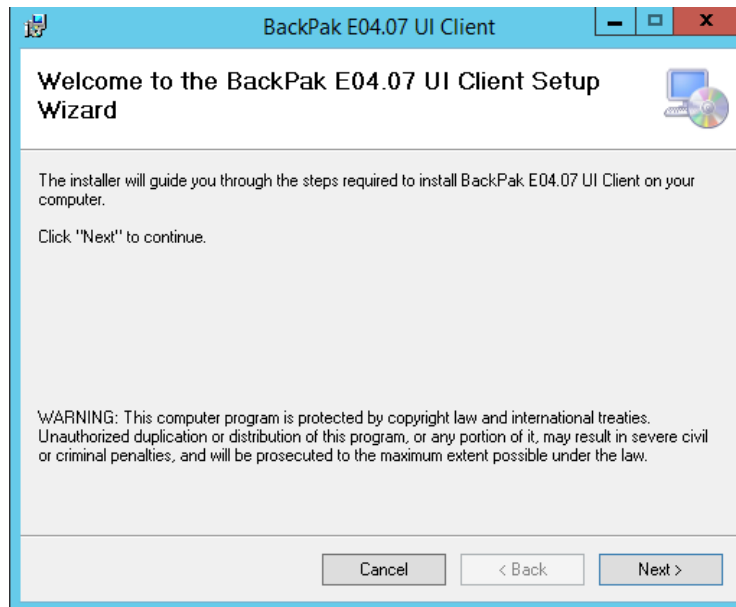 BackPak E04.07 UI Client
Welcome to the BackPak E04.07 UI Client Setup
Wizard
The installer will guide you through the steps required to install BackPak E04.07 UI Client on your
computer.
Click "Next" to continue.
WARNING: This computer program is protected by copyright law and international treaties.
Unauthorized duplication or distribution of this program, or any portion of it, may result in severe civil
or criminal penalties, and will be prosecuted to the maximum extent possible under the law.
Cancel < Back Next >